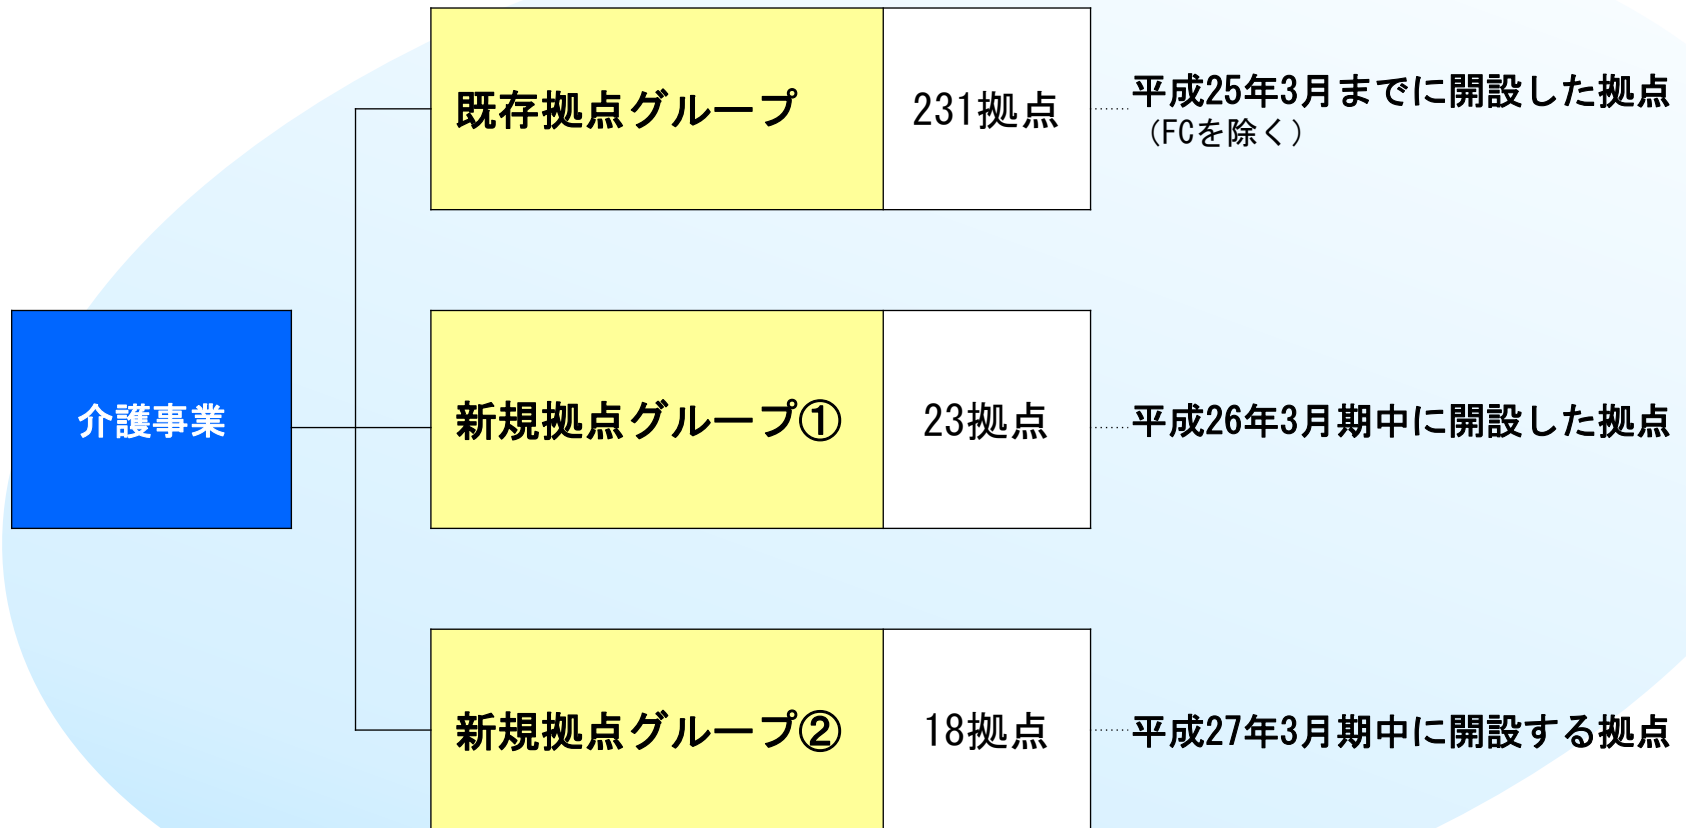 既存拠点グループ
231拠点
平成25年3月までに開設した拠点
（FCを除く）
介護事業
新規拠点グループ①
23拠点
平成26年3月期中に開設した拠点
新規拠点グループ②
18拠点
平成27年3月期中に開設する拠点